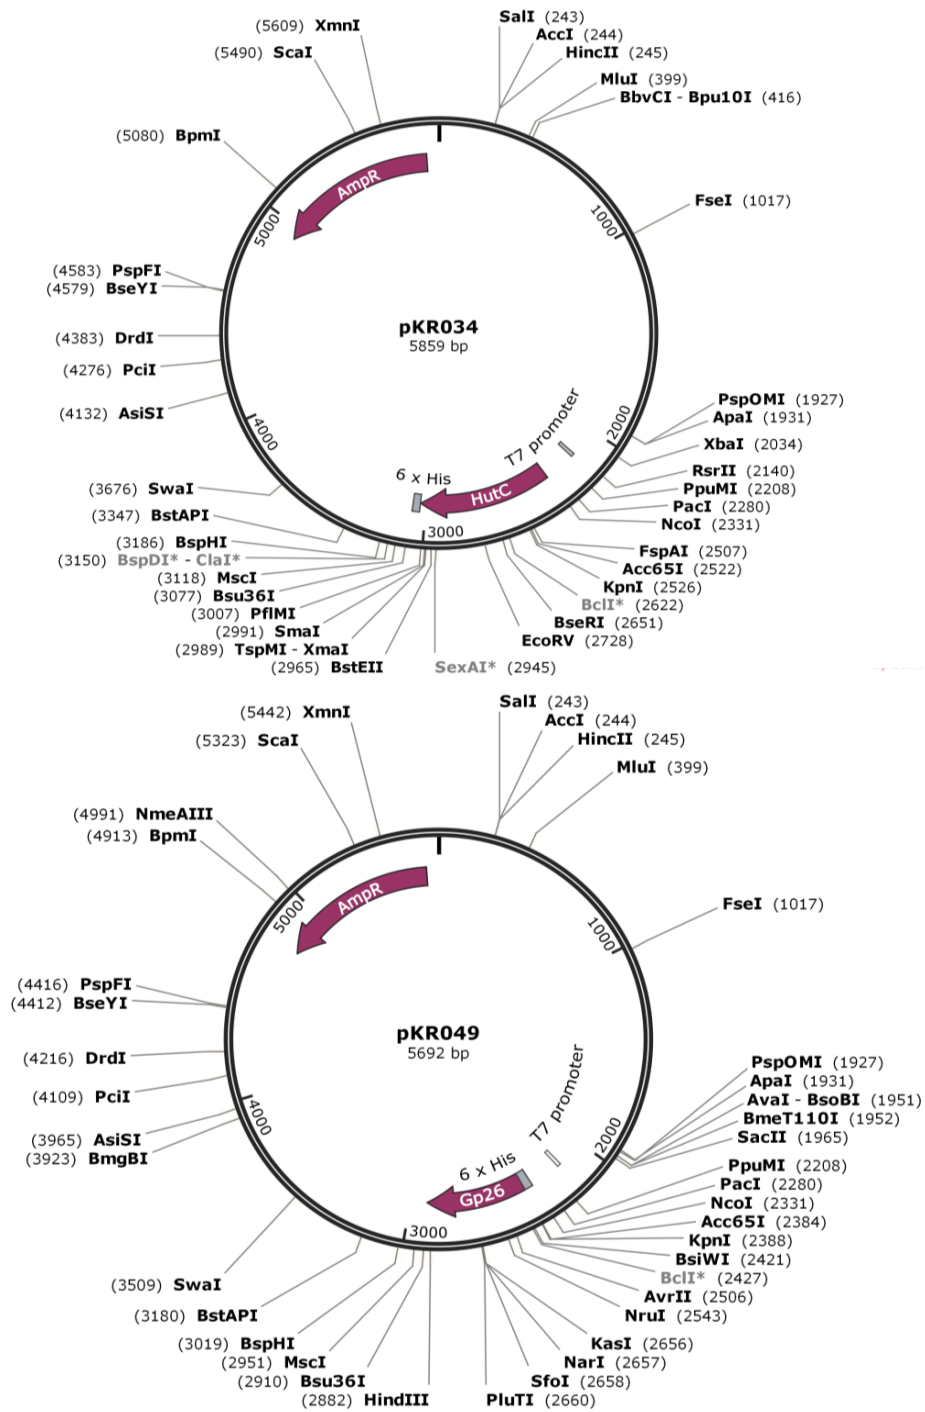 (5609) XmnI
(5490) ScaI
(5080) BpmI
SalI (243)
AccI (244)
HincII (245)
MluI (399)
BbvCI - Bpu10I (416)
FseI (1017)
AmpR
5000
1000
(4583) PspFI
(4579) BseYI
(4383) DrdI
(4276) PciI
(4132) AsiSI
pKR034
5859 bp
4000
2000
T7 promoter
6 x His
HutC
3000
PspOMI (1927)
ApaI (1931)
XbaI (2034)
RsrII (2140)
PpuMI (2208)
PacI (2280)
NcoI (2331)
FspAI (2507)
Acc65I (2522)
KpnI (2526)
BclI* (2622)
BseRI (2651)
EcoRV (2728)
SexAI* (2945)
(3676) SwaI
(3347) BstAPI
(3186) BspHI
(3150) BspDI* - ClaI*
(3118) MscI
(3077) Bsu36I
(3007) PflMI
(2991) SmaI
(2989) TspMI - XmaI
(2965) BstEII
(5442) XmnI
(5323) ScaI
(4991) NmeAIII
(4913) BpmI
SalI (243)
AccI (244)
HincII (245)
MluI (399)
FseI (1017)
AmpR
5000
1000
(4416) PspFI
(4412) BseYI
(4216) DrdI
(4109) PciI
(3965) AsiSI
(3923) BmgBI
pKR049
5692 bp
4000
2000
T7 promoter
6 x His
Gp26
3000
PspOMI (1927)
ApaI (1931)
AvaI - BsoBI (1951)
BmeT110I (1952)
SacII (1965)
PpuMI (2208)
PacI (2280)
NcoI (2331)
Acc65I (2384)
KpnI (2388)
BsiWI (2421)
BclI* (2427)
AvrII (2506)
NruI (2543)
KasI (2656)
NarI (2657)
SfoI (2658)
PluTI (2660)
(3509) SwaI
(3180) BstAPI
(3019) BspHI
(2951) MscI
(2910) Bsu36I
(2882) HindIII